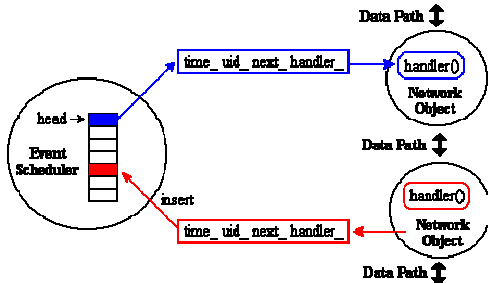 Data Path
time_ uid_ next_ handler_
handler()
Network
Object
head
Event
Scheduler
Data Path
insert
handler()
time_ uid_ next_ handler_
Network
Object
Data Path